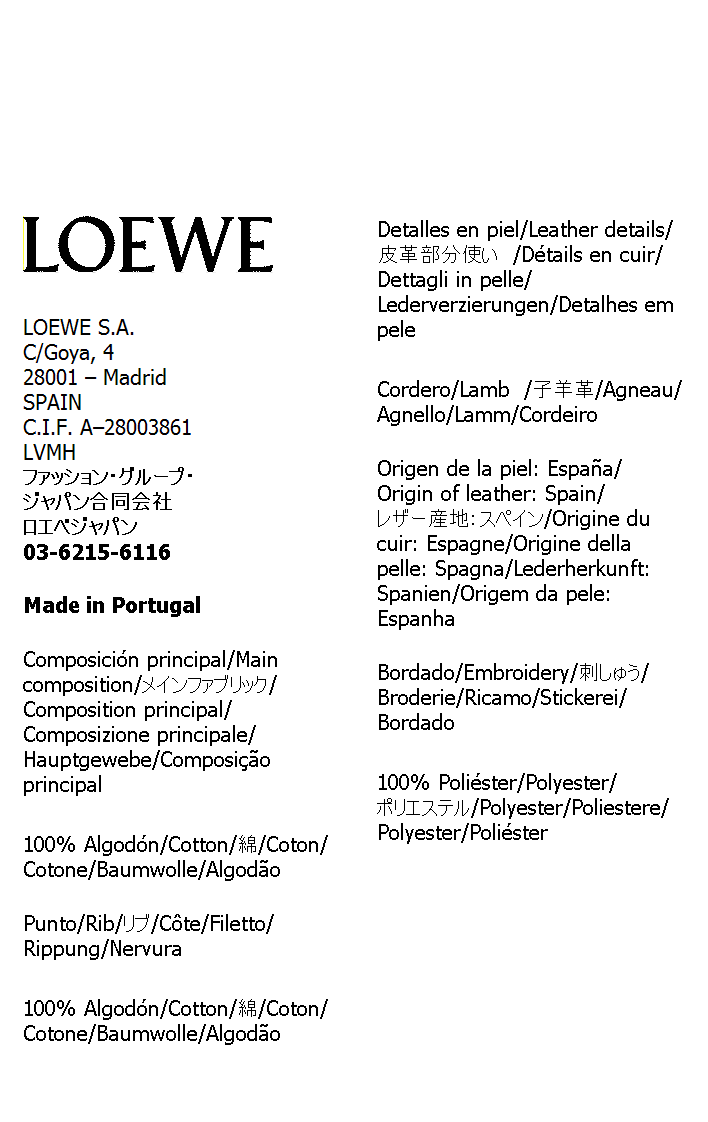 LOEWE
LOEWE S.A.
C/Goya, 4
28001 – Madrid
SPAIN
C.I.F. A–28003861
LVMH
ファッション・グループ・
ジャパン合同会社
ロエベジャパン
03-6215-6116
Made in Portugal
Composición principal/Main
composition/メインファブリック/
Composition principal/
Composizione principale/
Hauptgewebe/Composição
principal
100% Algodón/Cotton/綿/Coton/
Cotone/Baumwolle/Algodão
Punto/Rib/リブ/Côte/Filetto/
Rippung/Nervura
100% Algodón/Cotton/綿/Coton/
Cotone/Baumwolle/Algodão
Detalles en piel/Leather details/
皮革部分使い /Détails en cuir/
Dettagli in pelle/
Lederverzierungen/Detalhes em
pele
Cordero/Lamb /子羊革/Agneau/
Agnello/Lamm/Cordeiro
Origen de la piel: España/
Origin of leather: Spain/
レザー産地：スペイン/Origine du
cuir: Espagne/Origine della
pelle: Spagna/Lederherkunft:
Spanien/Origem da pele:
Espanha
Bordado/Embroidery/刺しゅう/
Broderie/Ricamo/Stickerei/
Bordado
100% Poliéster/Polyester/
ポリエステル/Polyester/Poliestere/
Polyester/Poliéster